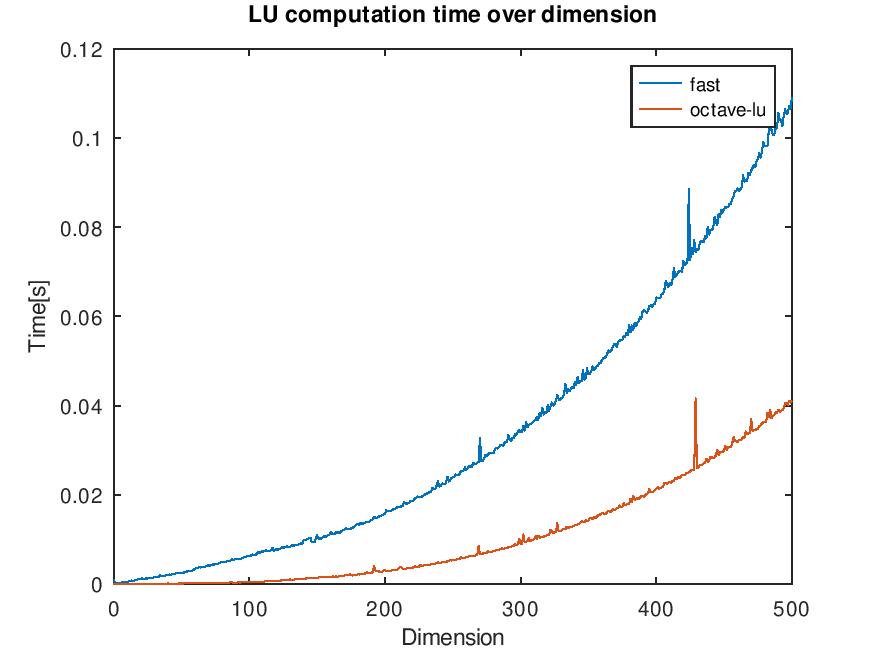 LU computation time over dimension
0.12
0.1
0.08
0.06
0.04
0.02
0
Time[s]
fast
octave-lu
0 100 200 300 400 500
Dimension